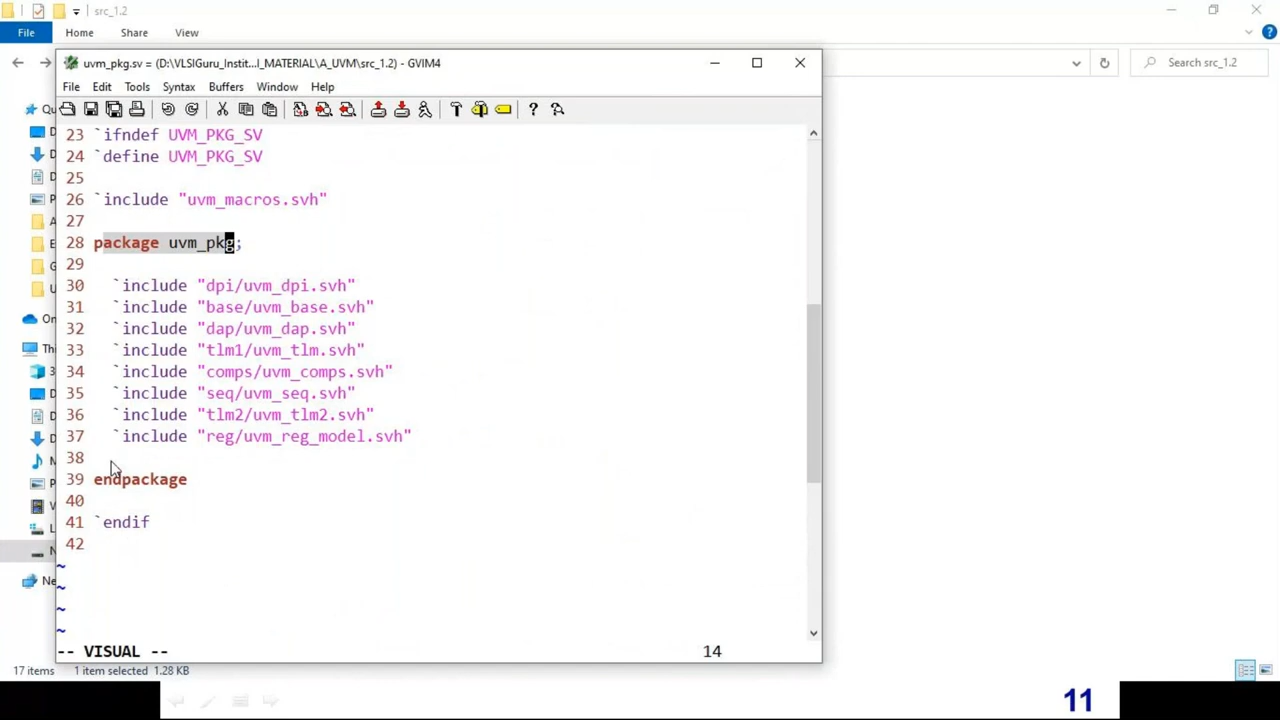 src_1.2
File Home Share View
Search src_1.2
uvm_pkg.sv = (D:\VLSIGuru_Instit...l_MATERIAL\A_UVM\src_1.2) - GVIM4
File Edit Tools Syntax Buffers Window Help
23 `ifndef UVM_PKG_SV
24 `define UVM_PKG_SV
25
26 `include "uvm_macros.svh"
27
28 package uvm_pkg;
29
30 `include "dpi/uvm_dpi.svh"
31 `include "base/uvm_base.svh"
32 `include "dap/uvm_dap.svh"
33 `include "tlm1/uvm_tlm.svh"
34 `include "comps/uvm_comps.svh"
35 `include "seq/uvm_seq.svh"
36 `include "tlm2/uvm_tlm2.svh"
37 `include "reg/uvm_reg_model.svh"
38
39 endpackage
40
41 `endif
42
~
~
~
~
-- VISUAL -- 14
17 items 1 item selected 1.28 KB
11